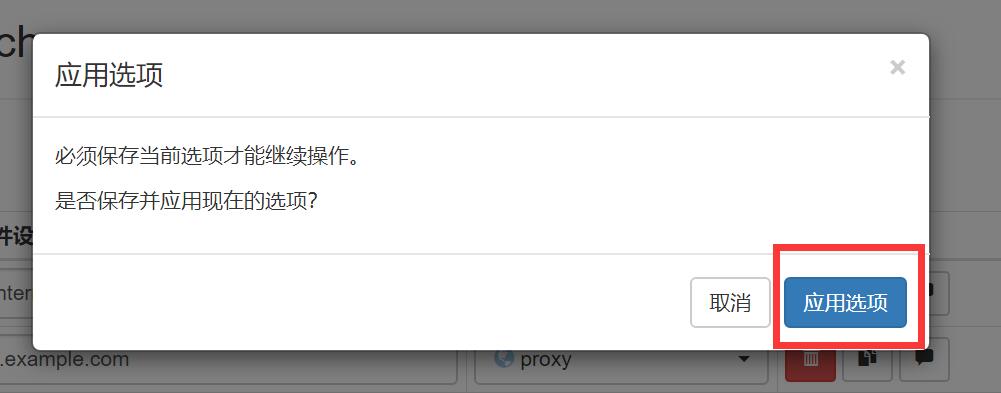 ch
应用选项
×
必须保存当前选项才能继续操作。
是否保存并应用现在的选项?
件设
nter
取消
应用选项
.example.com
proxy